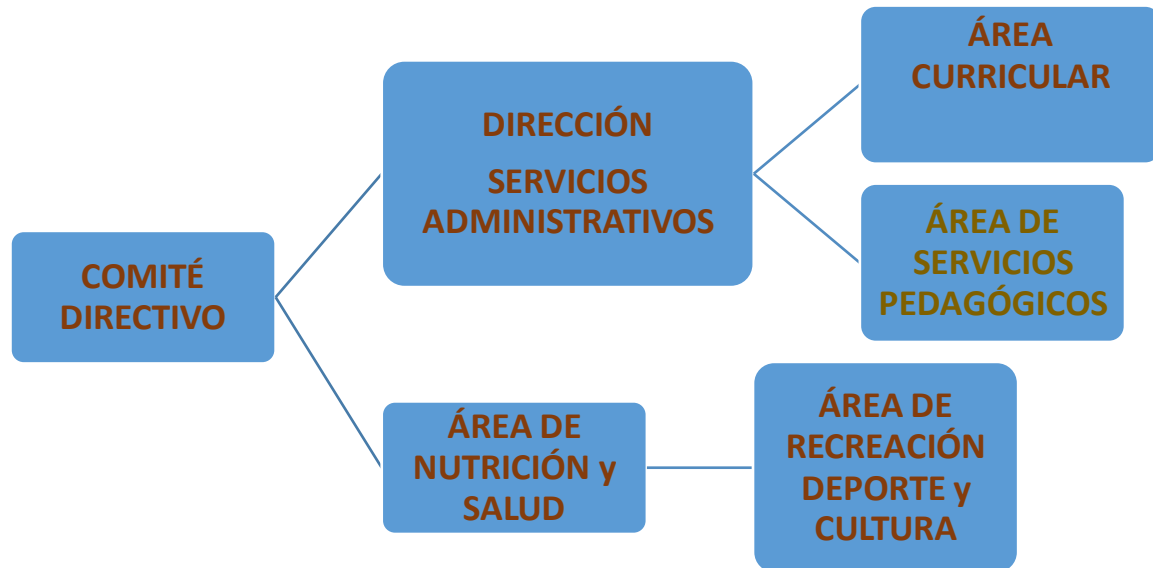 COMITÉ
DIRECTIVO
DIRECCIÓN
SERVICIOS
ADMINISTRATIVOS
ÁREA
CURRICULAR
ÁREA DE
SERVICIOS
PEDAGÓGICOS
ÁREA DE
NUTRICIÓN y
SALUD
ÁREA DE
RECREACIÓN
DEPORTE y
CULTURA